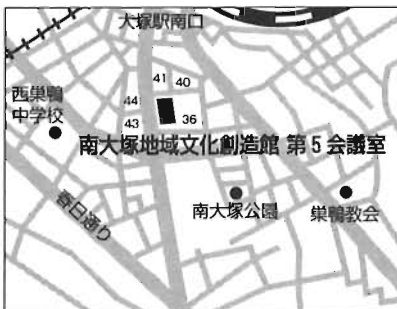 大塚駅南口
41 40
44
43 36
西巣鴨
中学校
南大塚地域文化創造館 第5会議室
南大塚公園
巣鴨教会
春日通り